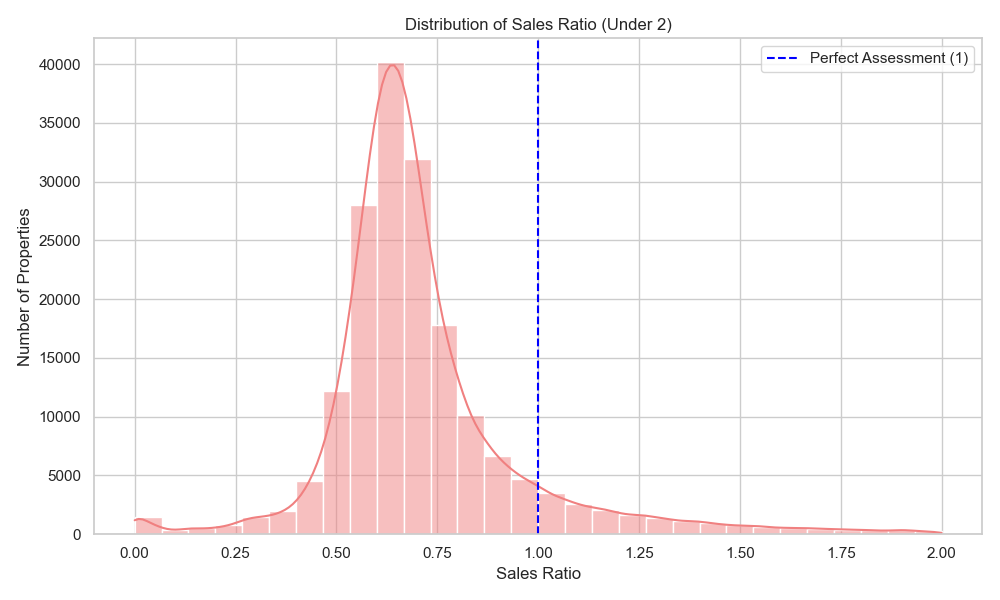 Distribution of Sales Ratio (Under 2)
Perfect Assessment (1)
Number of Properties
40000
35000
30000
25000
20000
15000
10000
5000
0
0.00 0.25 0.50 0.75 1.00 1.25 1.50 1.75 2.00
Sales Ratio